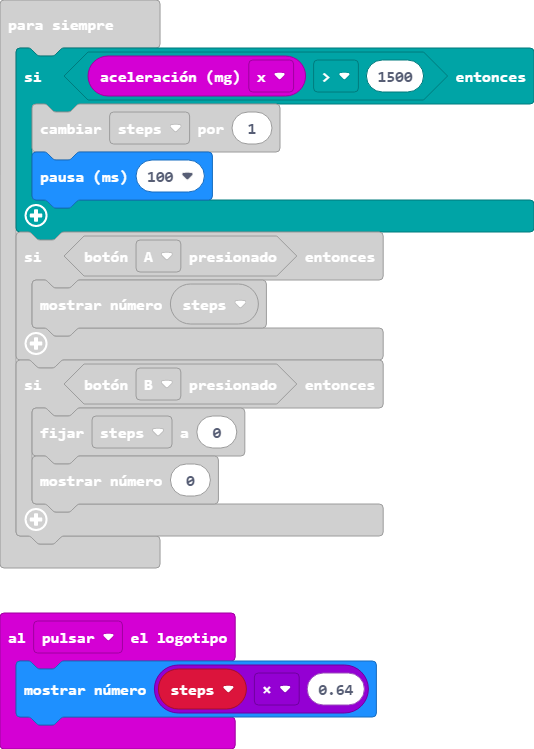 para siempre
si aceleración (mg) x > 1500 entonces
cambiar steps por 1
pausa (ms) 100
si botón A presionado entonces
mostrar número steps
si botón B presionado entonces
fijar steps a 0
mostrar número 0
al pulsar el logotipo
mostrar número steps × 0.64